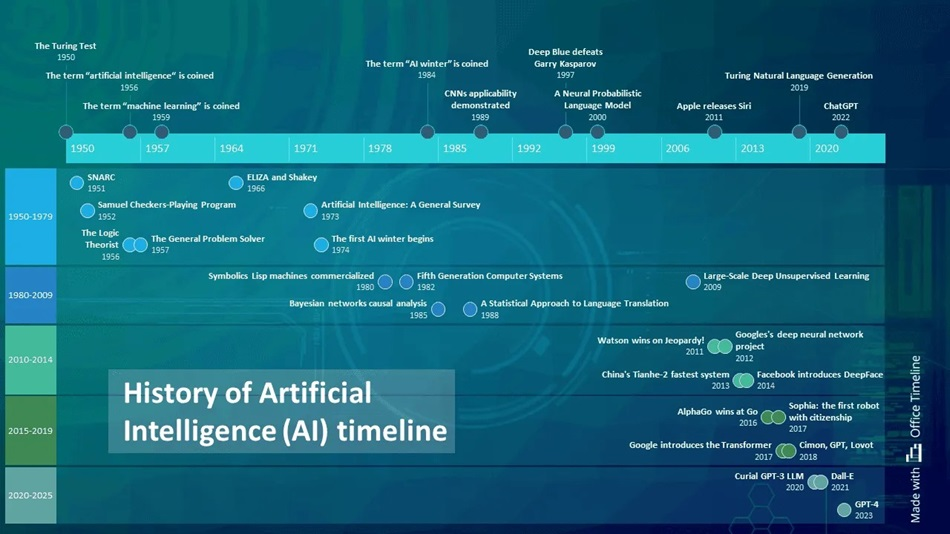 The Turing Test
1950
The term "artificial intelligence" is coined
1956
The term "machine learning" is coined
1959
The term "AI winter" is coined
1984
CNNs applicability
demonstrated
1989
Deep Blue defeats
Garry Kasparov
1997
A Neural Probabilistic
Language Model
2000
Apple releases Siri
2011
Turing Natural Language Generation
2019
ChatGPT
2022
1950 1957 1964 1971 1978 1985 1992 1999 2006 2013 2020
1950-1979
SNARC
1951
ELIZA and Shakey
1966
Samuel Checkers-Playing Program
1952
Artificial Intelligence: A General Survey
1973
The Logic
Theorist
1956
The General Problem Solver
1957
The first AI winter begins
1974
1980-2009
Symbolics Lisp machines commercialized
1980
Fifth Generation Computer Systems
1982
Large-Scale Deep Unsupervised Learning
2009
Bayesian networks causal analysis
1985
A Statistical Approach to Language Translation
1988
2010-2014
Watson wins on Jeopardy!
2011
Googles's deep neural network
project
2012
China's Tianhe-2 fastest system
2013
Facebook introduces DeepFace
2014
2015-2019
AlphaGo wins at Go
2016
Sophia: the first robot
with citizenship
2017
Google introduces the Transformer
2017
Cimon, GPT, Lovot
2018
2020-2025
Curial GPT-3 LLM
2020
Dall-E
2021
GPT-4
2023
History of Artificial
Intelligence (AI) timeline
Made with Office Timeline